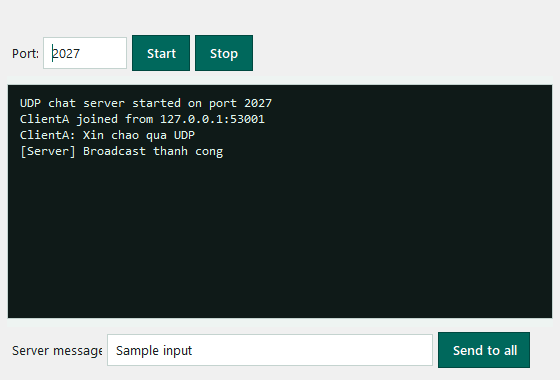 Port: 2027 Start Stop
UDP chat server started on port 2027
ClientA joined from 127.0.0.1:53001
ClientA: Xin chao qua UDP
[Server] Broadcast thanh cong
Server message Sample input Send to all